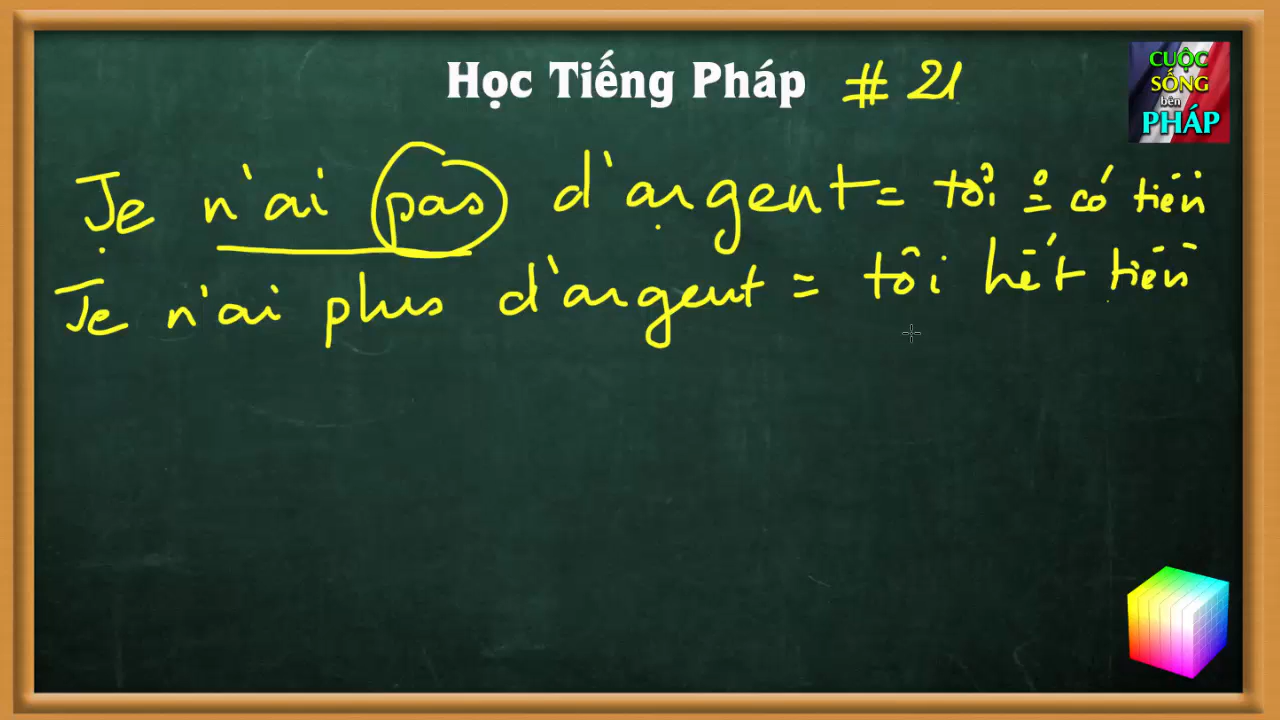 Học Tiếng Pháp # 21
CUỘC
SỐNG
bên
PHÁP
Je n'ai pas d'argent = tôi có tiền
Je n'ai plus d'argent = tôi hết tiền